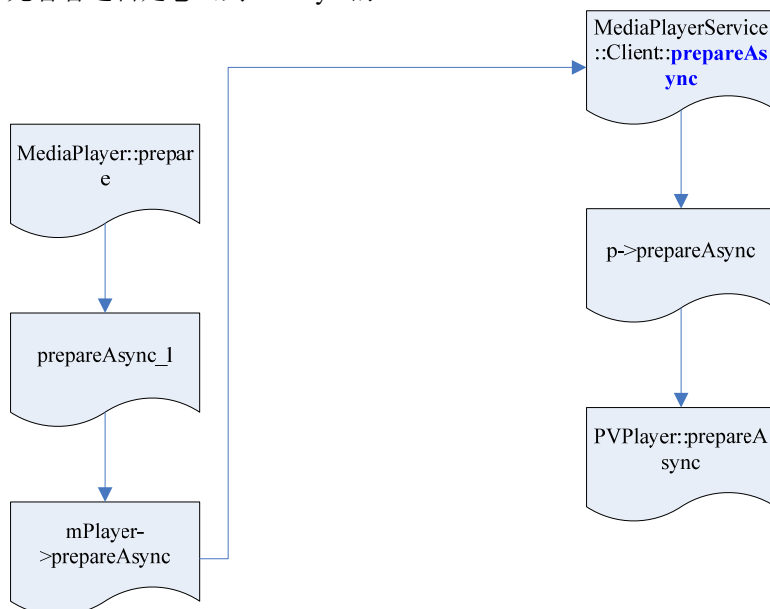 MediaPlayer::prepar
e
prepareAsync_l
mPlayer-
>prepareAsync
MediaPlayerService
::Client::prepareAs
ync
p->prepareAsync
PVPlayer::prepareA
sync